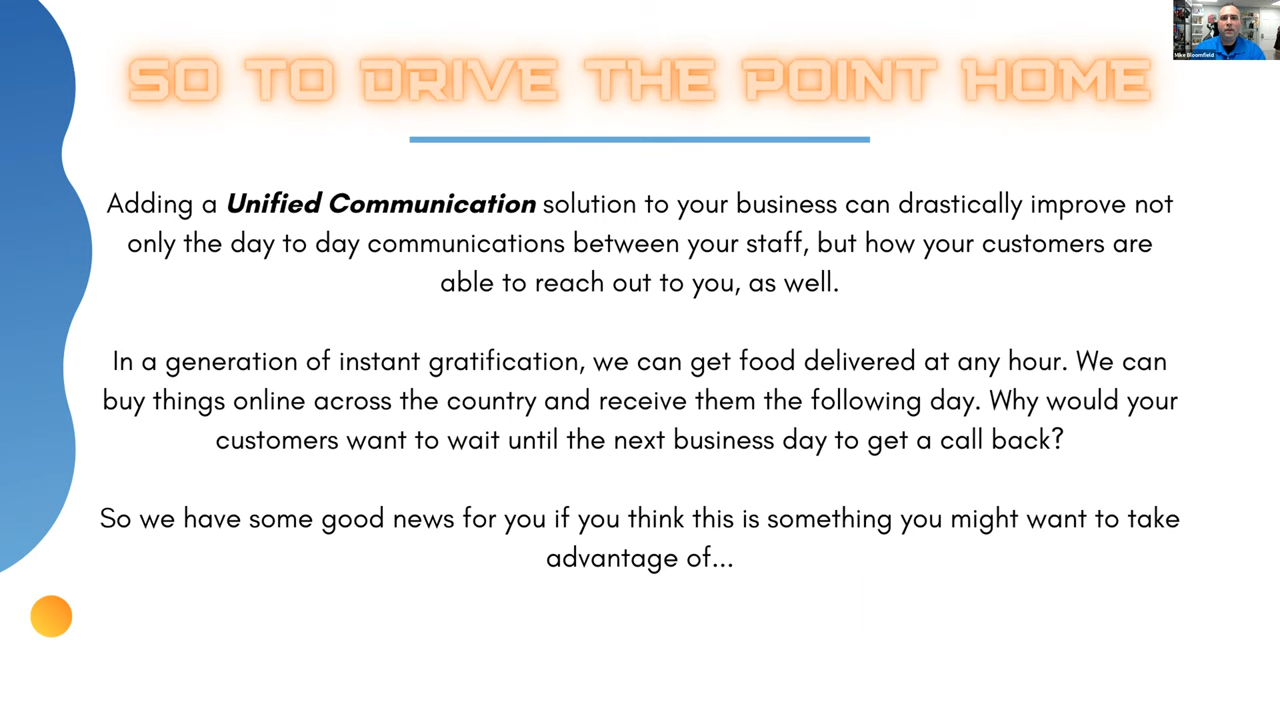 Mike Bloomfield
SO TO DRIVE THE POINT HOME
Adding a Unified Communication solution to your business can drastically improve not
only the day to day communications between your staff, but how your customers are
able to reach out to you, as well.
In a generation of instant gratification, we can get food delivered at any hour. We can
buy things online across the country and receive them the following day. Why would your
customers want to wait until the next business day to get a call back?
So we have some good news for you if you think this is something you might want to take
advantage of...